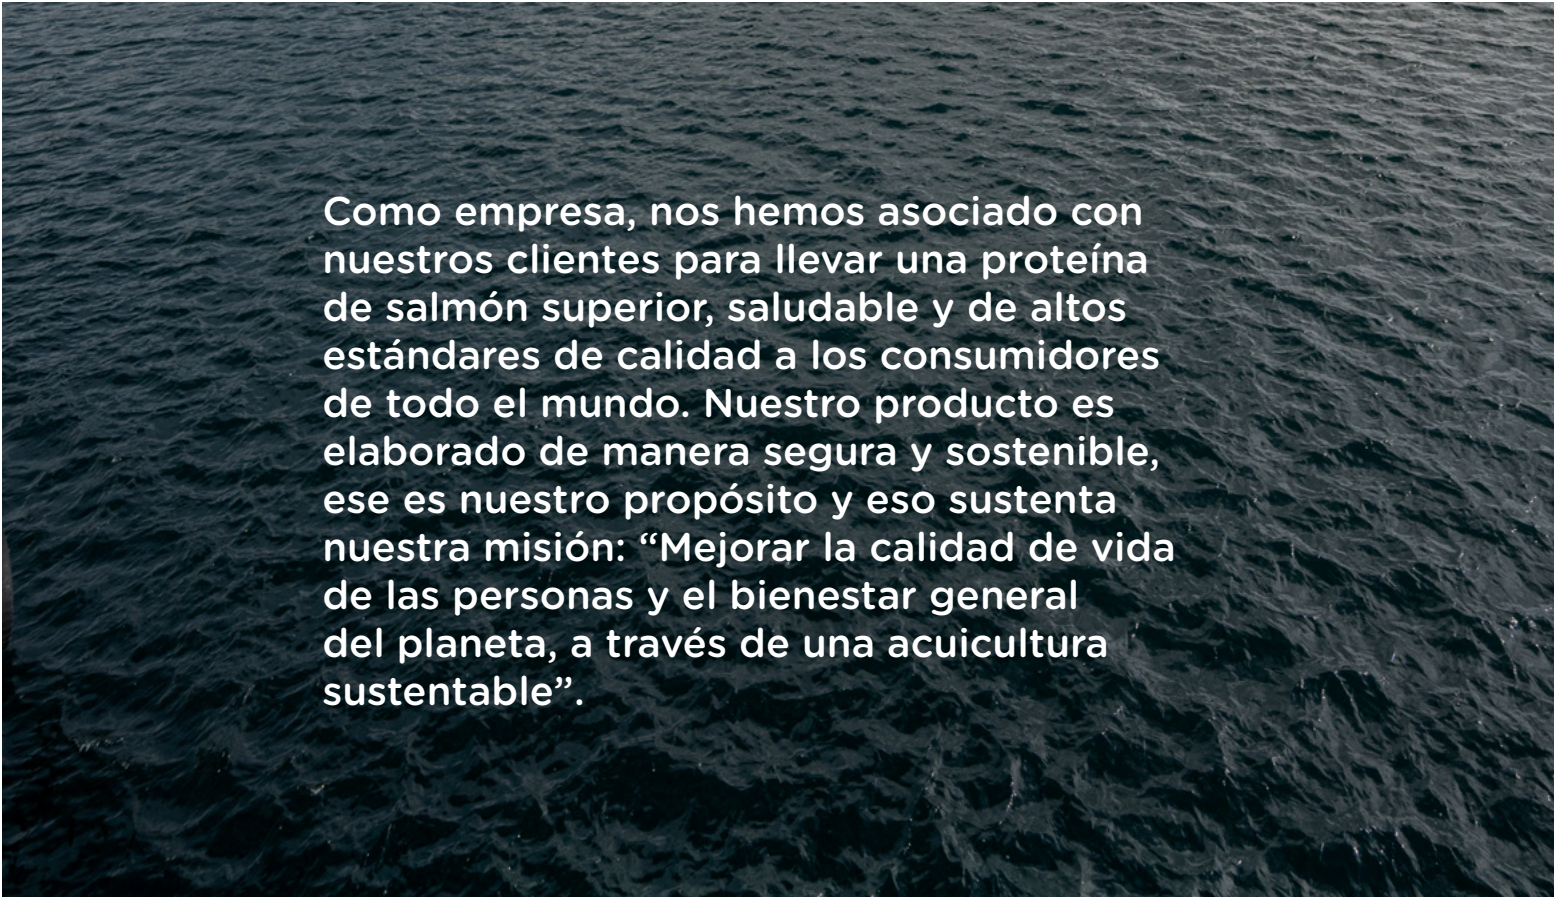 Como empresa, nos hemos asociado con
nuestros clientes para llevar una proteína
de salmón superior, saludable y de altos
estándares de calidad a los consumidores
de todo el mundo. Nuestro producto es
elaborado de manera segura y sostenible,
ese es nuestro propósito y eso sustenta
nuestra misión: “Mejorar la calidad de vida
de las personas y el bienestar general
del planeta, a través de una acuicultura
sustentable”.